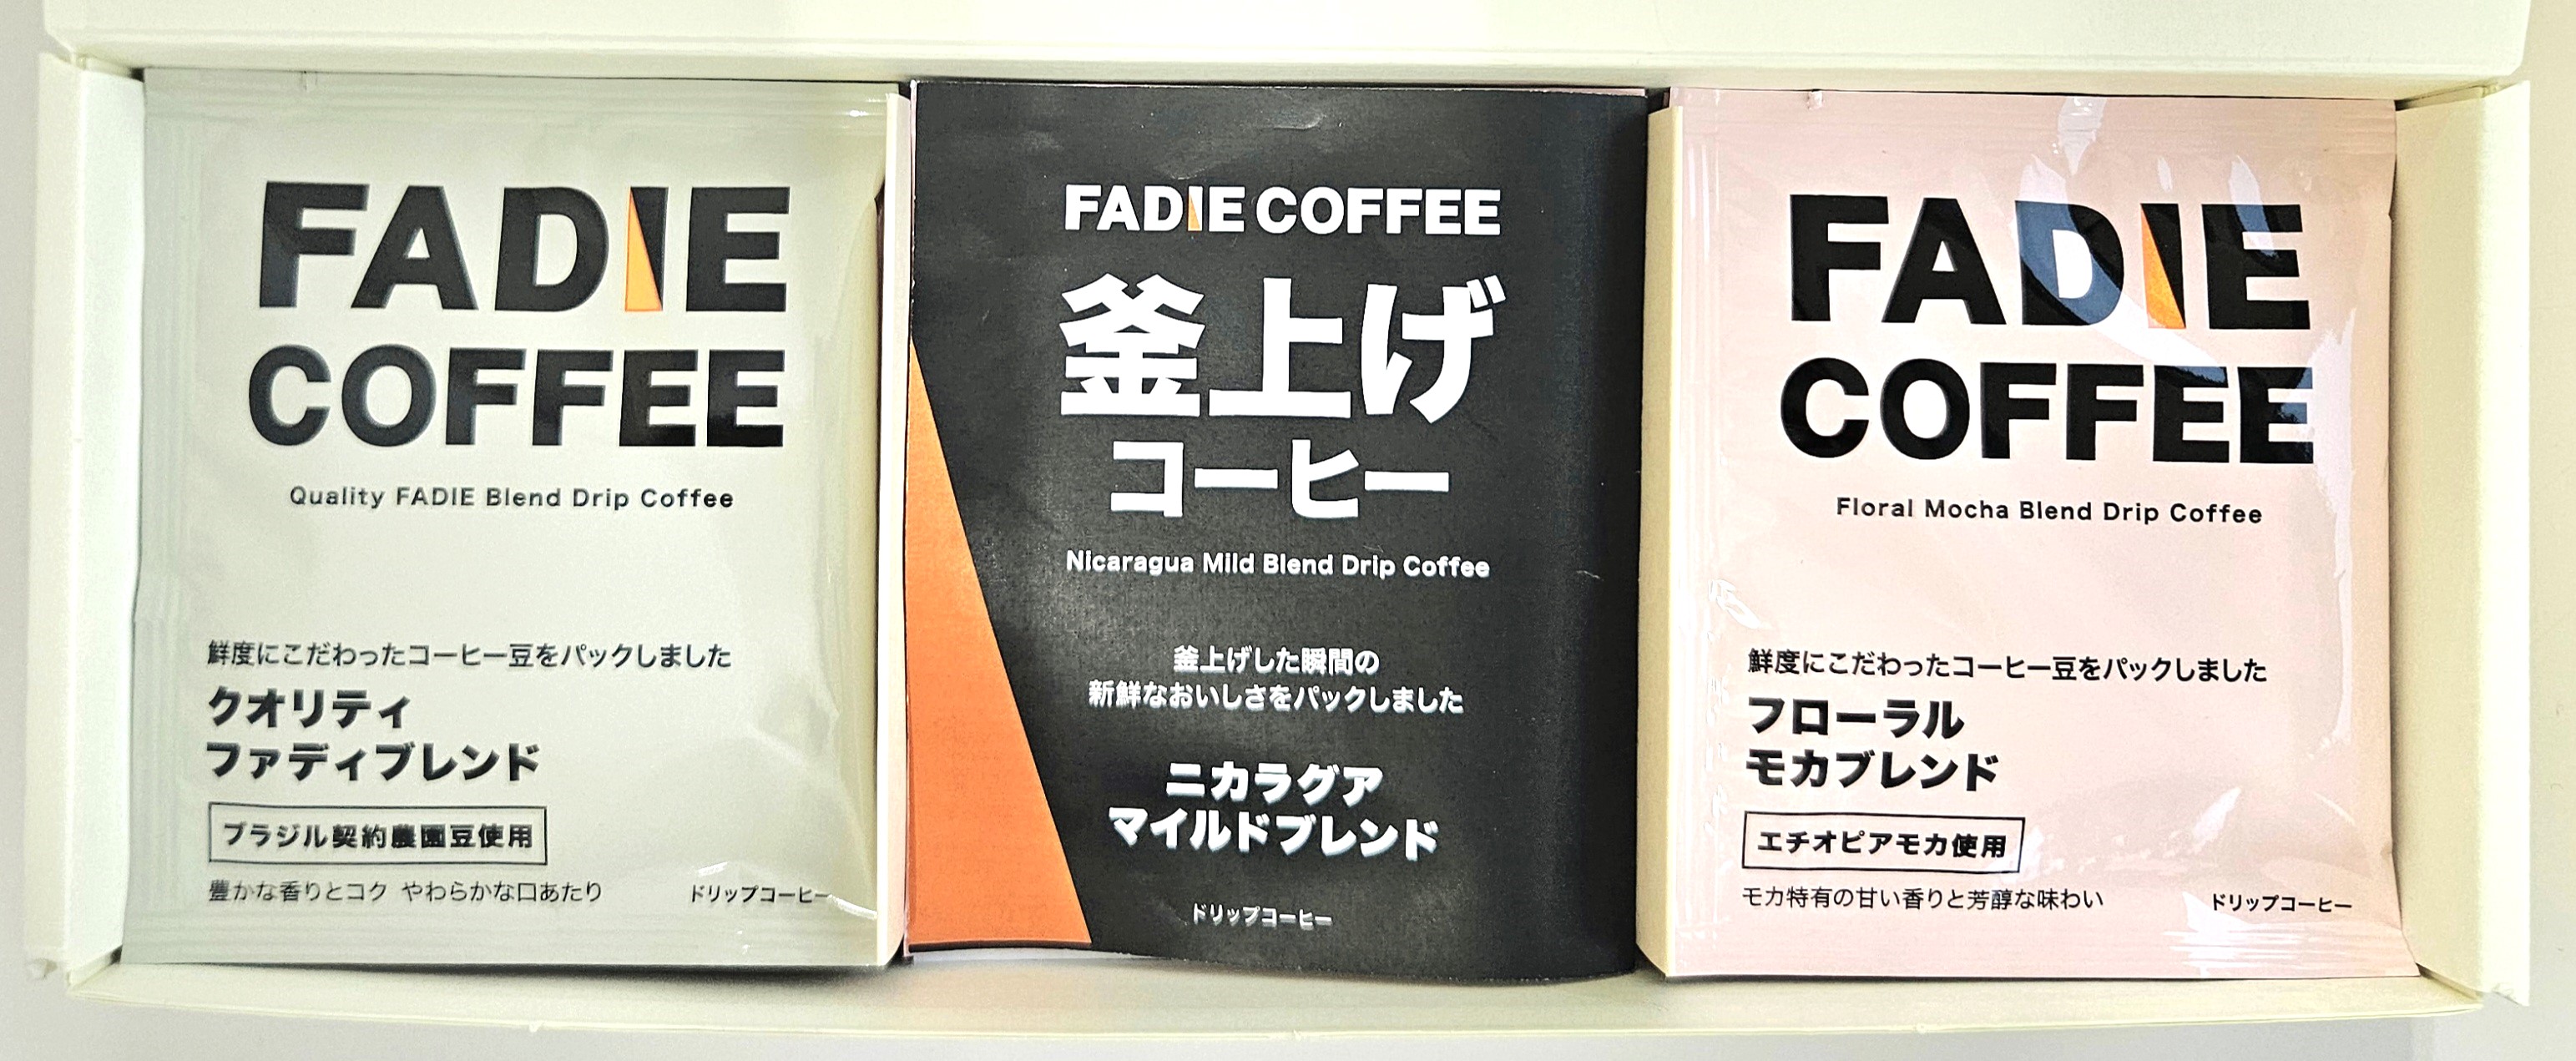 FADIE
COFFEE
Quality FADIE Blend Drip Coffee
鮮度にこだわったコーヒー豆をパックしました
クオリティ
ファディブレンド
ブラジル契約農園豆使用
豊かな香りとコク やわらかな口あたり
ドリップコーヒー
FADIE COFFEE
釜上げ
コーヒー
Nicaragua Mild Blend Drip Coffee
釜上げした瞬間の
新鮮なおいしさをパックしました
ニカラグア
マイルドブレンド
ドリップコーヒー
FADIE
COFFEE
Floral Mocha Blend Drip Coffee
鮮度にこだわったコーヒー豆をパックしました
フローラル
モカブレンド
エチオピアモカ使用
モカ特有の甘い香りと芳醇な味わい
ドリップコーヒー